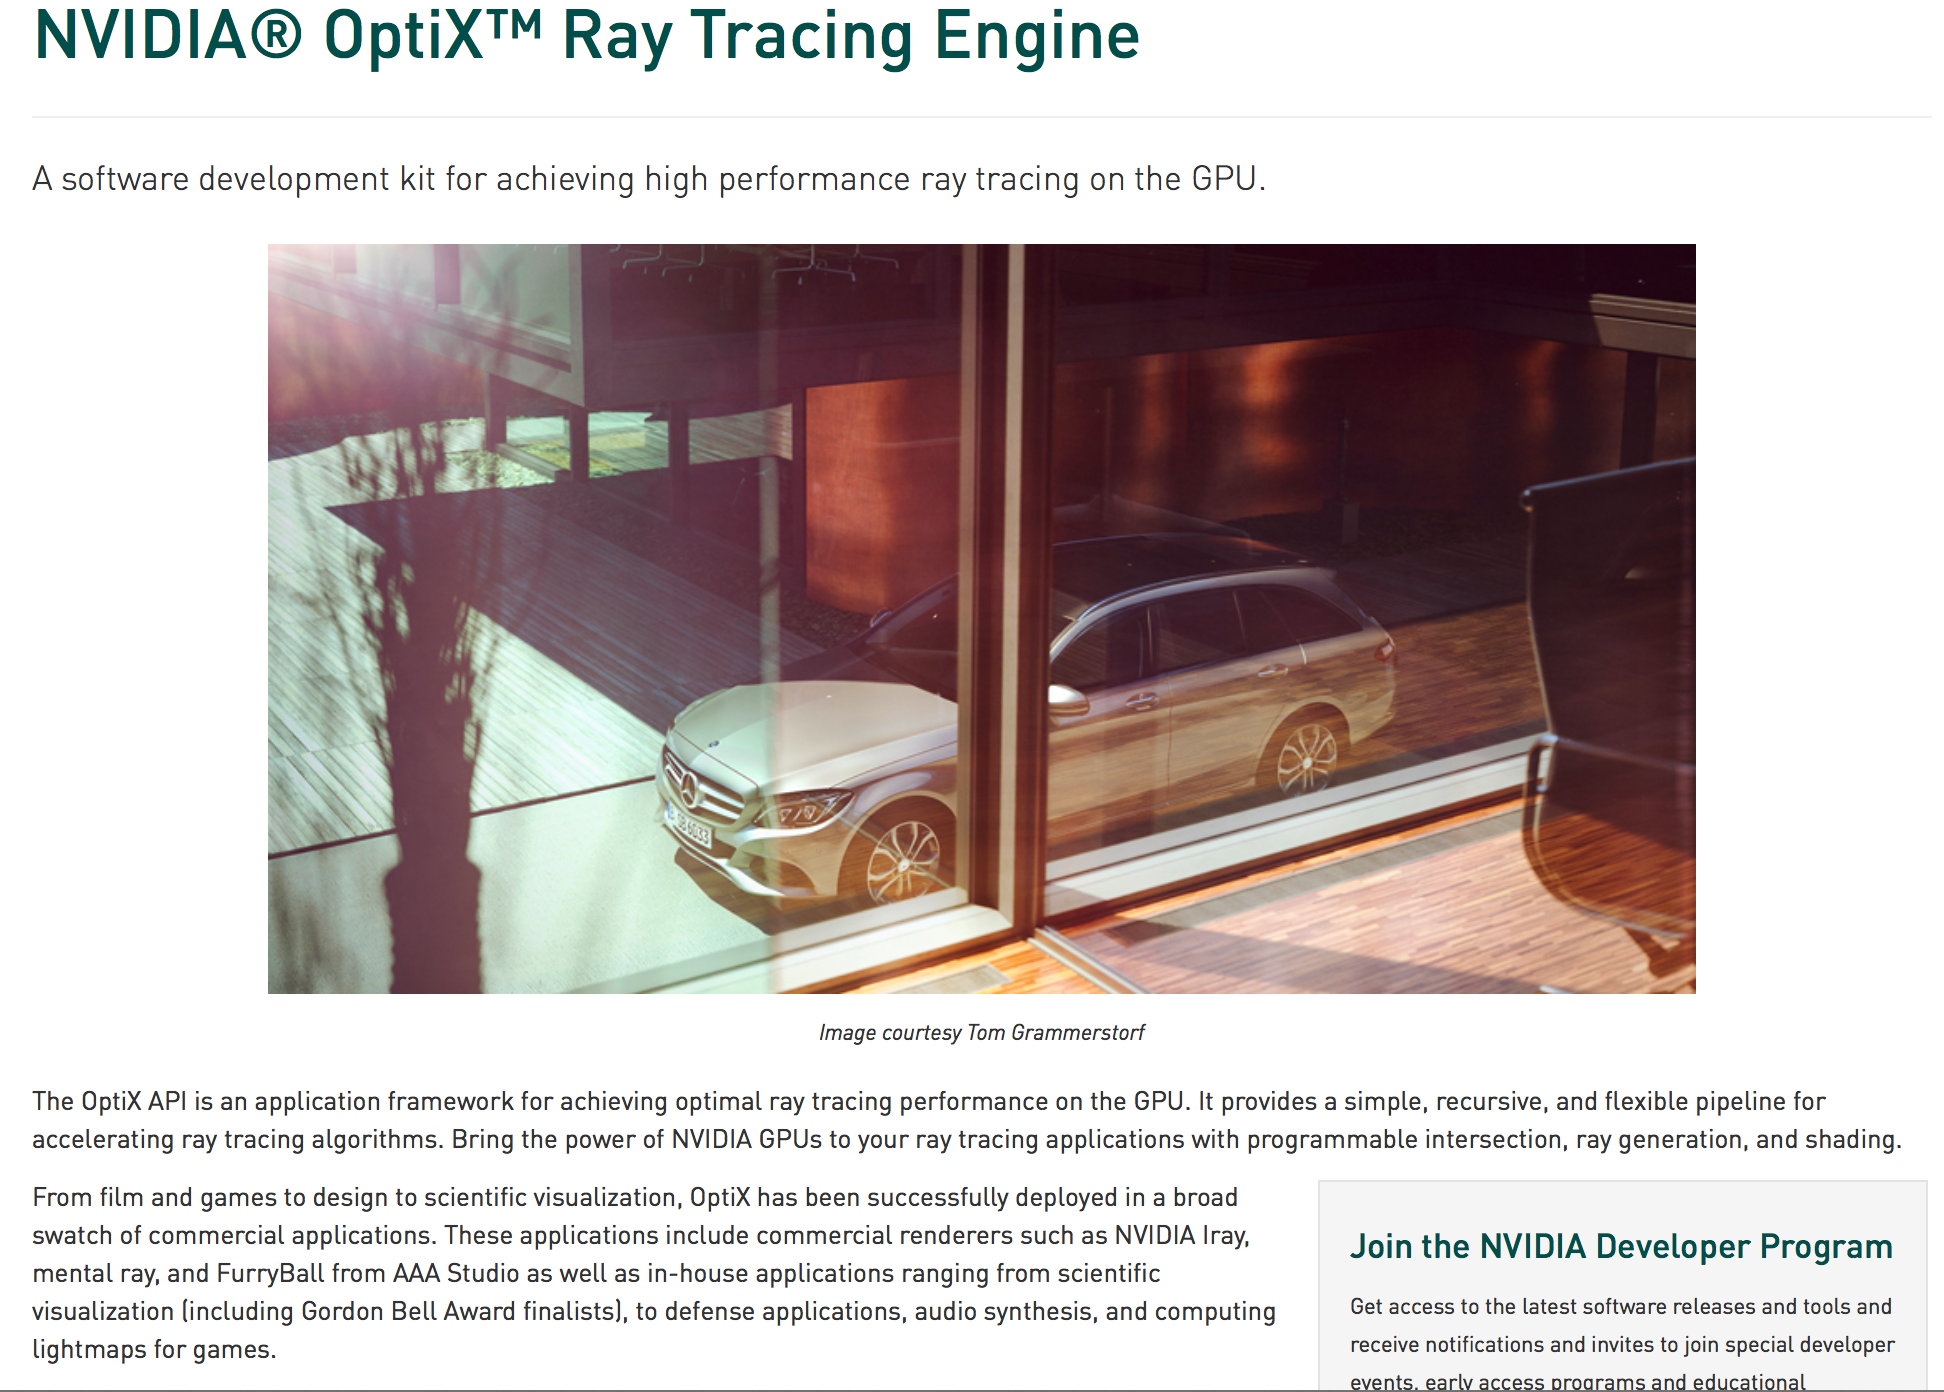 NVIDIA® OptiX™ Ray Tracing Engine
A software development kit for achieving high performance ray tracing on the GPU.
Image courtesy Tom Grammerstorf
The OptiX API is an application framework for achieving optimal ray tracing performance on the GPU. It provides a simple, recursive, and flexible pipeline for
accelerating ray tracing algorithms. Bring the power of NVIDIA GPUs to your ray tracing applications with programmable intersection, ray generation, and shading.
From film and games to design to scientific visualization, OptiX has been successfully deployed in a broad
swatch of commercial applications. These applications include commercial renderers such as NVIDIA Iray,
mental ray, and FurryBall from AAA Studio as well as in-house applications ranging from scientific
visualization (including Gordon Bell Award finalists), to defense applications, audio synthesis, and computing
lightmaps for games.
Join the NVIDIA Developer Program
Get access to the latest software releases and tools and
receive notifications and invites to join special developer
events, early access programs and educational